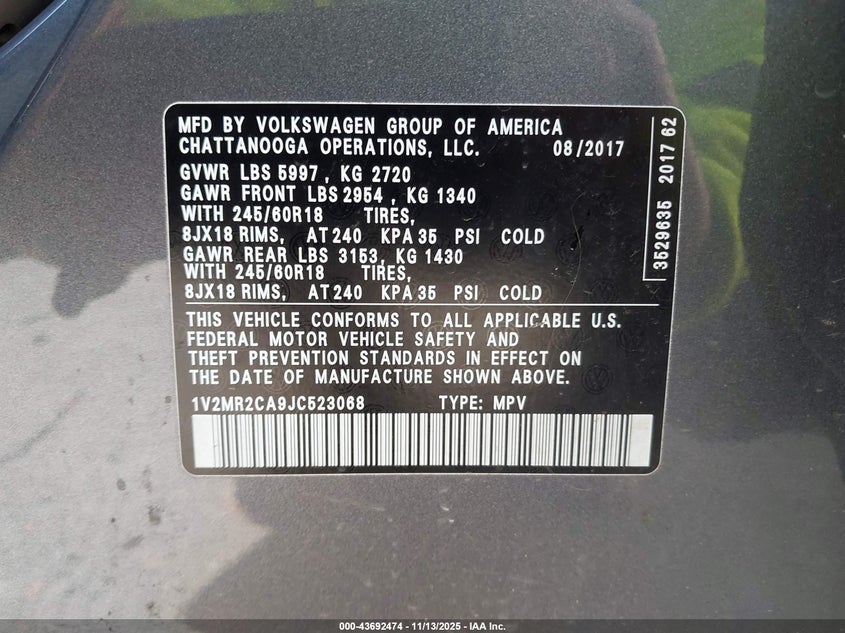 MFD BY VOLKSWAGEN GROUP OF AMERICA
CHATTANOOGA OPERATIONS, LLC. 08/2017
GVWR LBS 5997, KG 2720
GAWR FRONT LBS 2954, KG 1340
WITH 245/60R18 TIRES,
8JX18 RIMS, AT 240 KPA 35 PSI COLD
GAWR REAR LBS 3153, KG 1430
WITH 245/60R18 TIRES,
8JX18 RIMS, AT 240 KPA 35 PSI COLD
3529635 2017 62
THIS VEHICLE CONFORMS TO ALL APPLICABLE U.S.
FEDERAL MOTOR VEHICLE SAFETY AND
THEFT PREVENTION STANDARDS IN EFFECT ON
THE DATE OF MANUFACTURE SHOWN ABOVE.
1V2MR2CA9JC523068 TYPE: MPV
000-43692474 - 11/13/2025 - IAA Inc.